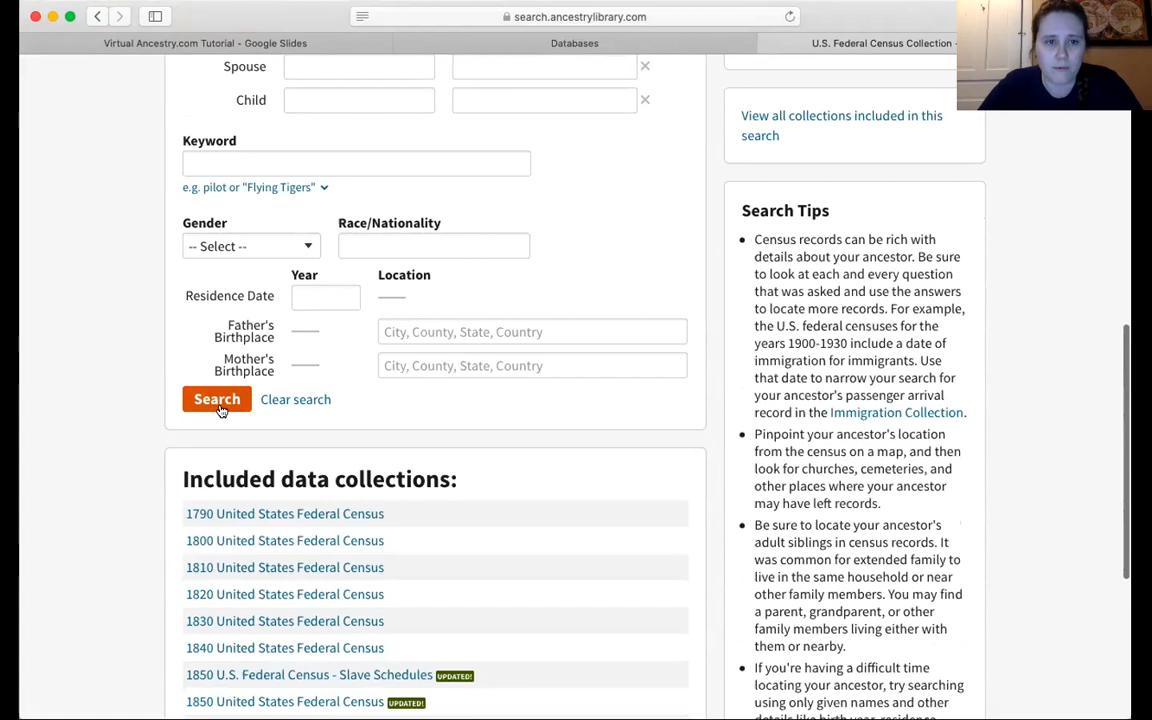 search.ancestrylibrary.com
Virtual Ancestry.com Tutorial - Google Slides
Databases
U.S. Federal Census Collection -
Spouse
Child
Keyword
e.g. pilot or "Flying Tigers"
Gender
Race/Nationality
-- Select --
Year
Location
Residence Date
Father's
Birthplace
City, County, State, Country
Mother's
Birthplace
City, County, State, Country
Search
Clear search
Included data collections:
1790 United States Federal Census
1800 United States Federal Census
1810 United States Federal Census
1820 United States Federal Census
1830 United States Federal Census
1840 United States Federal Census
1850 U.S. Federal Census - Slave Schedules UPDATED!
1850 United States Federal Census UPDATED!
View all collections included in this
search
Search Tips
Census records can be rich with
details about your ancestor. Be sure
to look at each and every question
that was asked and use the answers
to locate more records. For example,
the U.S. federal censuses for the
years 1900-1930 include a date of
immigration for immigrants. Use
that date to narrow your search for
your ancestor's passenger arrival
record in the Immigration Collection.
Pinpoint your ancestor's location
from the census on a map, and then
look for churches, cemeteries, and
other places where your ancestor
may have left records.
Be sure to locate your ancestor's
adult siblings in census records. It
was common for extended family to
live in the same household or near
other family members. You may find
a parent, grandparent, or other
family members living either with
them or nearby.
If you're having a difficult time
locating your ancestor, try searching
using only given names and other
details like birth year, residence